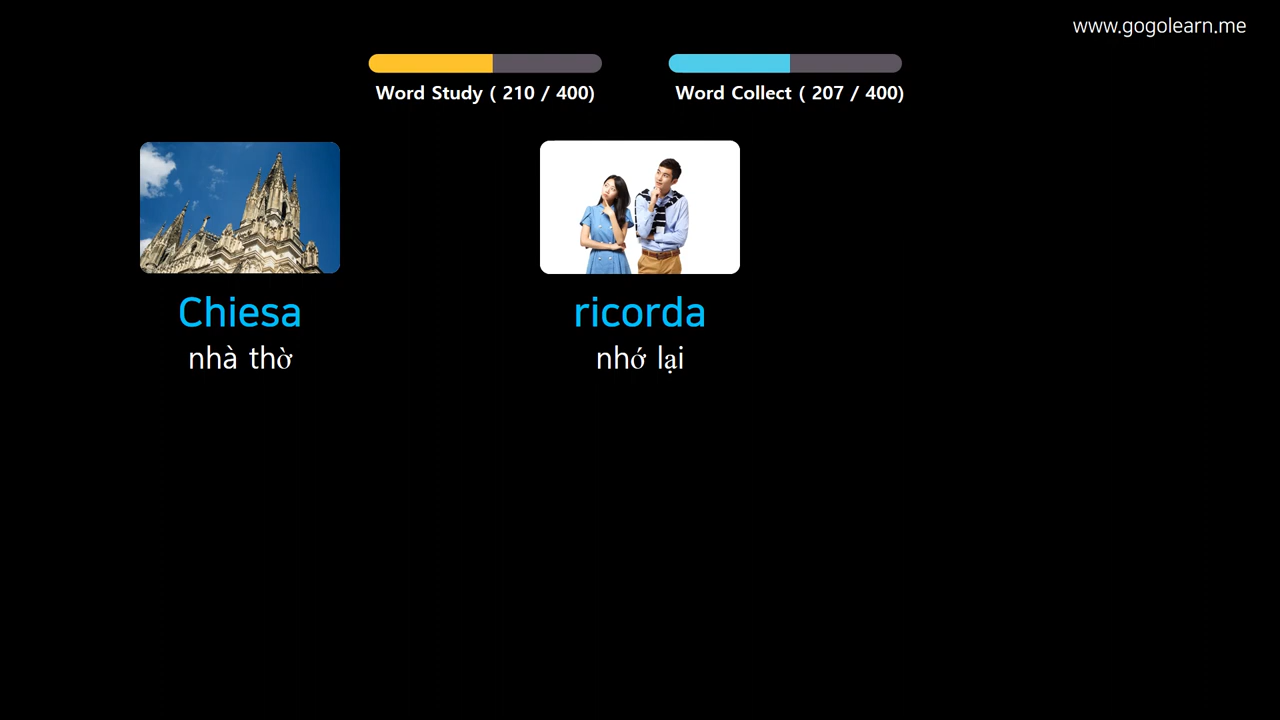 www.gogolearn.me
Word Study ( 210 / 400)
Word Collect ( 207 / 400)
Chiesa
nhà thờ
ricorda
nhớ lại